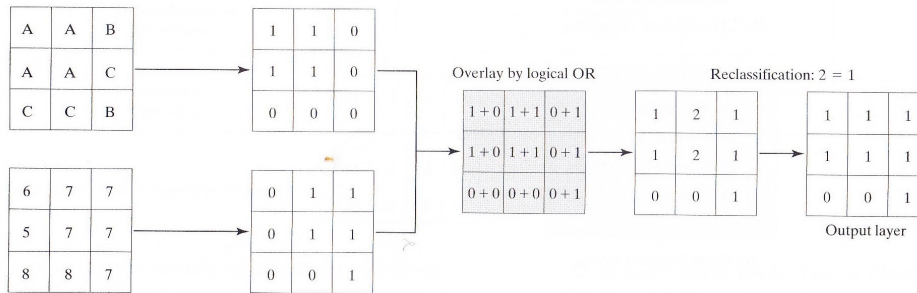 A A B
A A C
C C B
1 1 0
1 1 0
0 0 0
6 7 7
5 7 7
8 8 7
0 1 1
0 1 1
0 0 1
Overlay by logical OR
1+0 1+1 0+1
1+0 1+1 0+1
0+0 0+0 0+1
Reclassification: 2 = 1
1 2 1
1 2 1
0 0 1
1 1 1
1 1 1
0 0 1
Output layer